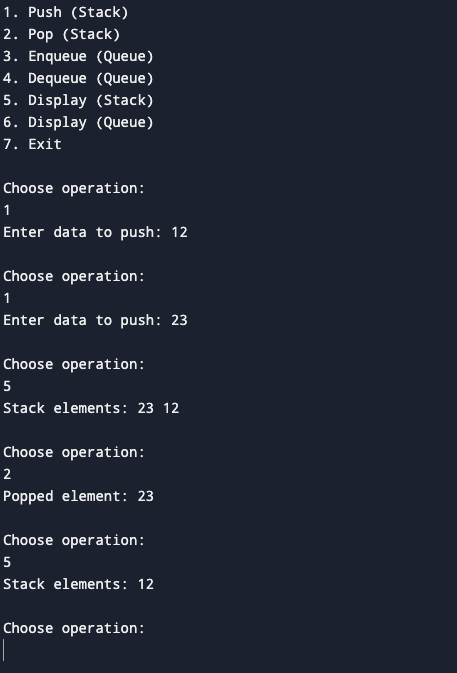 1. Push (Stack)
2. Pop (Stack)
3. Enqueue (Queue)
4. Dequeue (Queue)
5. Display (Stack)
6. Display (Queue)
7. Exit
Choose operation:
1
Enter data to push: 12
Choose operation:
1
Enter data to push: 23
Choose operation:
5
Stack elements: 23 12
Choose operation:
2
Popped element: 23
Choose operation:
5
Stack elements: 12
Choose operation: